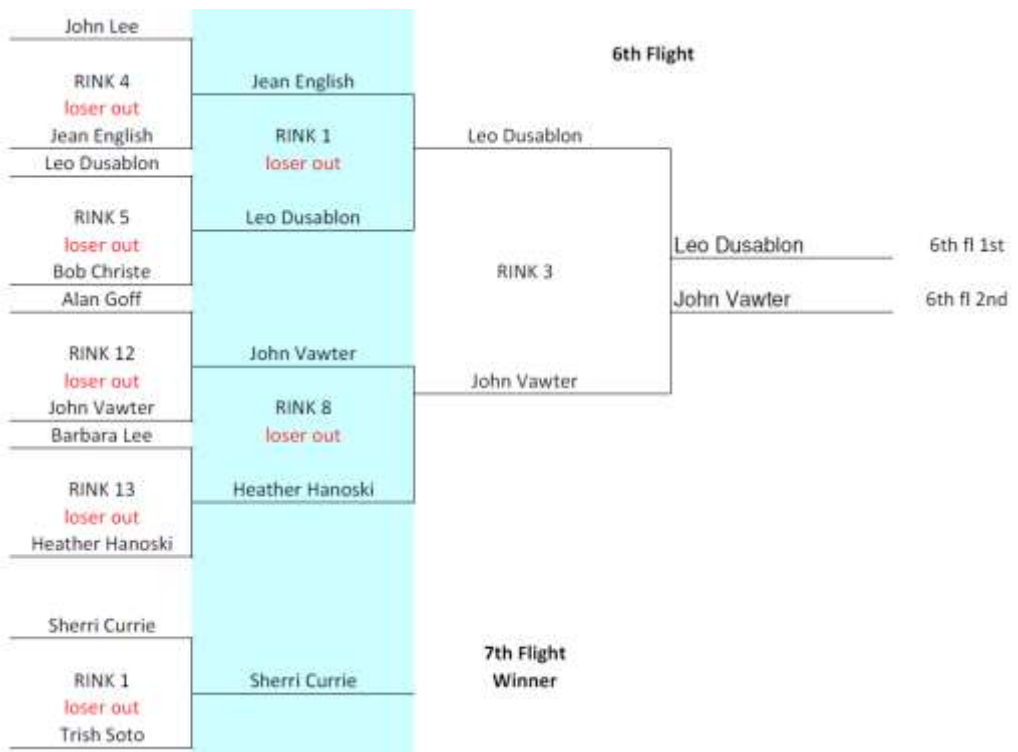 John Lee
6th Flight
RINK 4
Jean English
loser out
Jean English
RINK 1
Leo Dusablon
Leo Dusablon
loser out
RINK 5
Leo Dusablon
loser out
Leo Dusablon
6th fl 1st
Bob Christe
RINK 3
Alan Goff
John Vawter
6th fl 2nd
RINK 12
John Vawter
loser out
John Vawter
John Vawter
RINK 8
Barbara Lee
loser out
RINK 13
Heather Hanoski
loser out
Heather Hanoski
Sherri Currie
7th Flight
RINK 1
Sherri Currie
Winner
loser out
Trish Soto